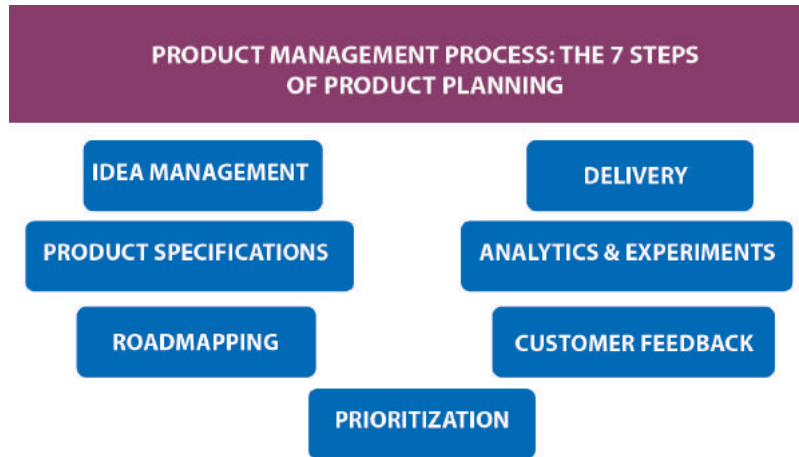 PRODUCT MANAGEMENT PROCESS: THE 7 STEPS
OF PRODUCT PLANNING
IDEA MANAGEMENT
PRODUCT SPECIFICATIONS
ROADMAPPING
PRIORITIZATION
DELIVERY
ANALYTICS & EXPERIMENTS
CUSTOMER FEEDBACK